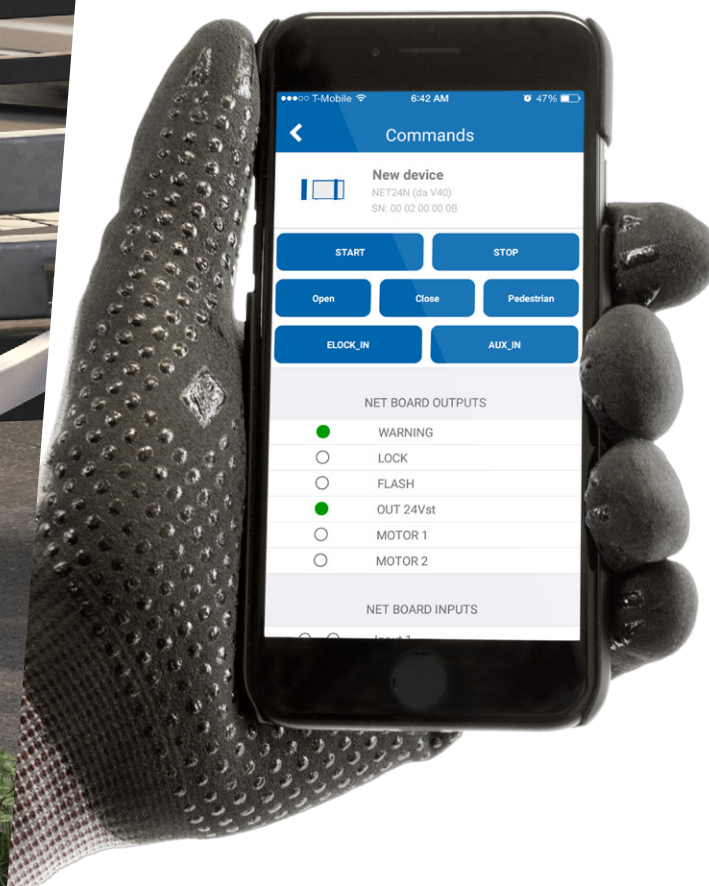 T-Mobile 6:42 AM 47%
Commands
New device
NET24N (da V40)
SN: 00 02 00 00 0B
START STOP
Open Close Pedestrian
ELOCK_IN AUX_IN
NET BOARD OUTPUTS
WARNING
LOCK
FLASH
OUT 24Vst
MOTOR 1
MOTOR 2
NET BOARD INPUTS
Input 1